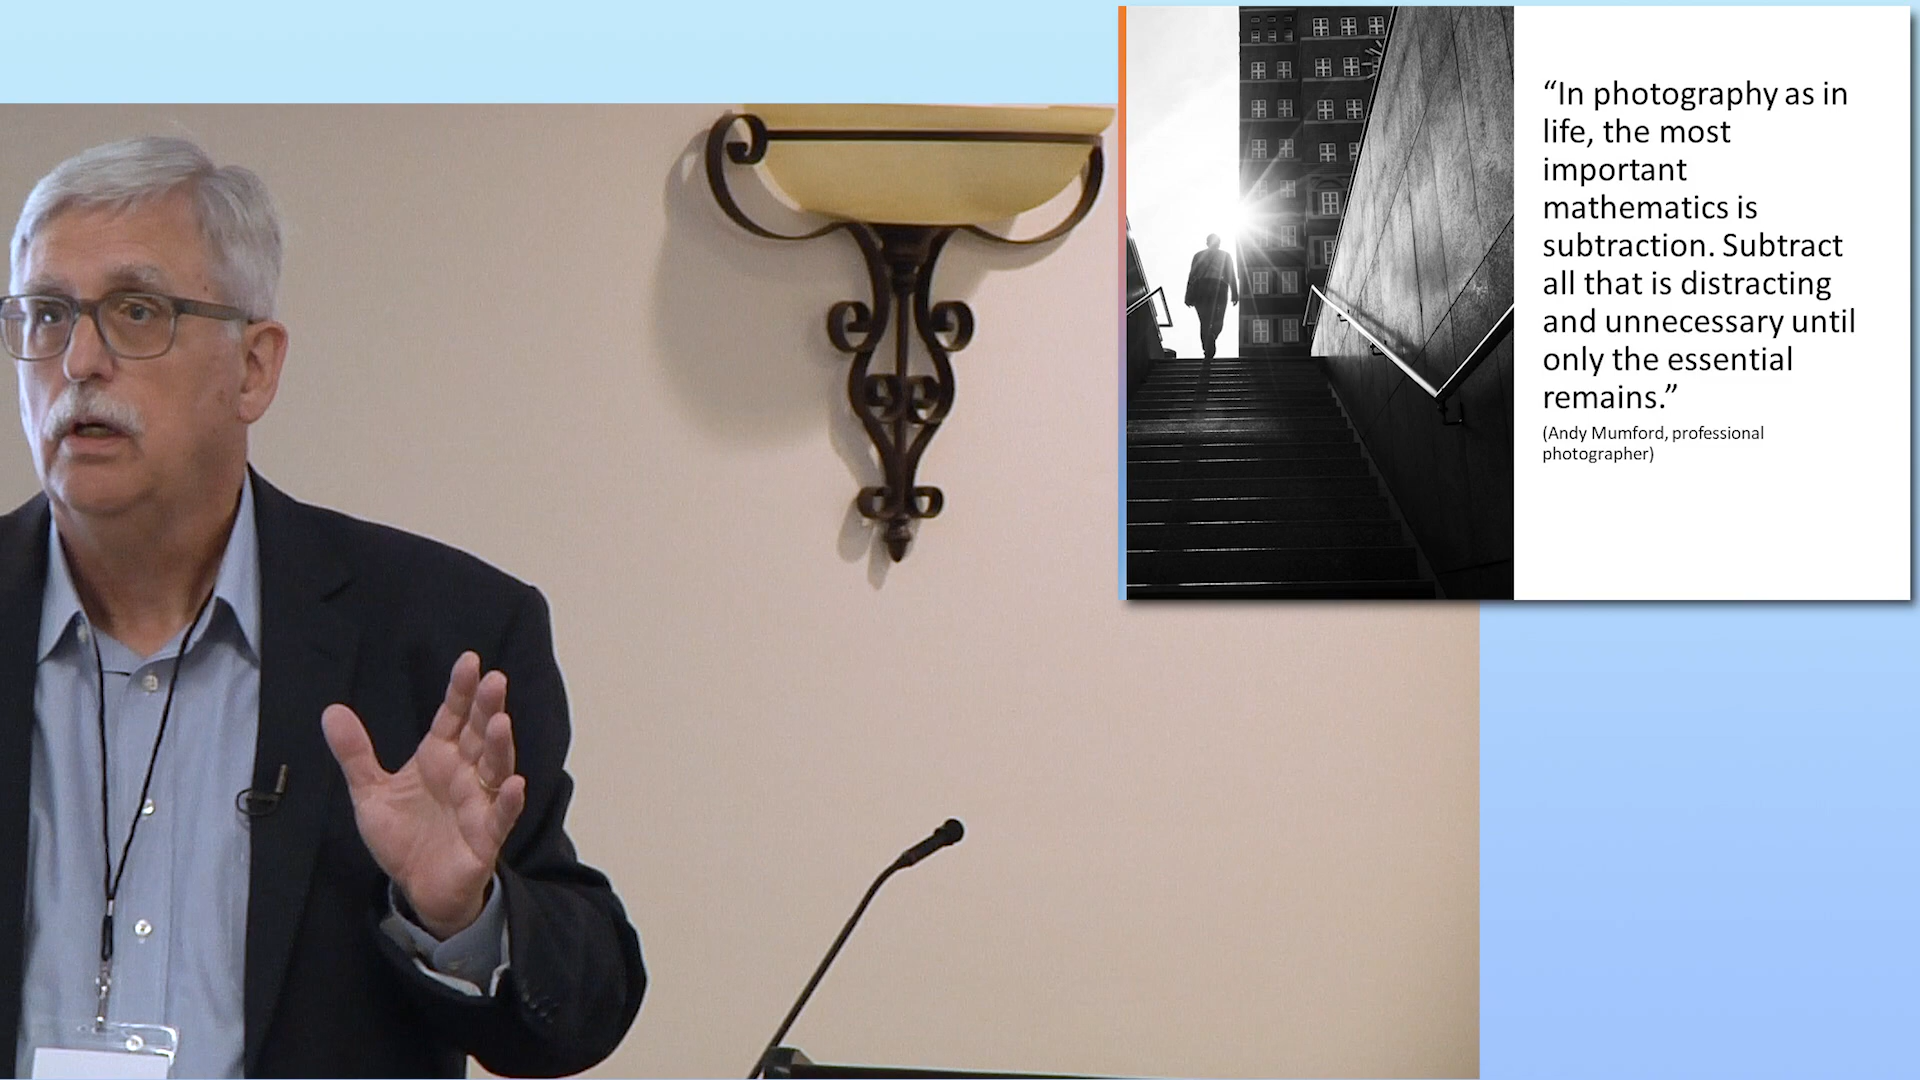 “In photography as in
life, the most
important
mathematics is
subtraction. Subtract
all that is distracting
and unnecessary until
only the essential
remains.”
(Andy Mumford, professional
photographer)